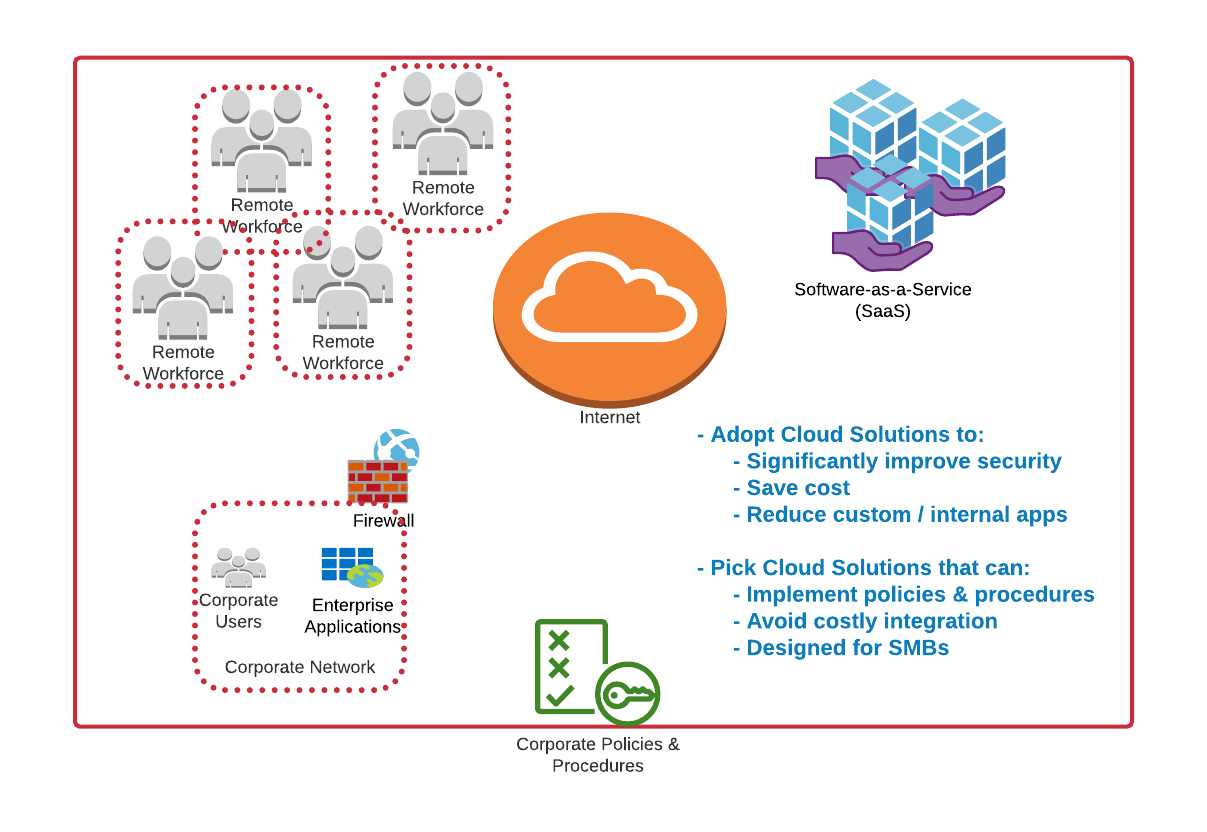 Remote
Workforce
Remote
Workforce
Remote
Workforce
Remote
Workforce
Software-as-a-Service
(SaaS)
Internet
- Adopt Cloud Solutions to:
- Significantly improve security
- Save cost
- Reduce custom / internal apps
- Pick Cloud Solutions that can:
- Implement policies & procedures
- Avoid costly integration
- Designed for SMBs
Firewall
Corporate
Users
Enterprise
Applications
Corporate Network
Corporate Policies &
Procedures